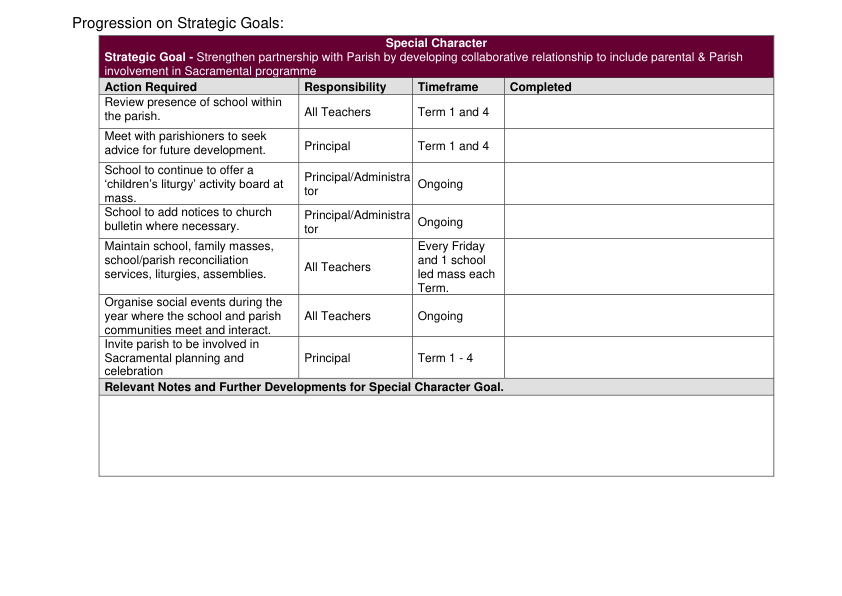 Progression on Strategic Goals:
Special Character
Strategic Goal - Strengthen partnership with Parish by developing collaborative relationship to include parental & Parish
involvement in Sacramental programme
Action Required Responsibility Timeframe Completed
Review presence of school within
the parish.
All Teachers
Term 1 and 4
Meet with parishioners to seek
advice for future development.
Principal
Term 1 and 4
School to continue to offer a
‘children’s liturgy’ activity board at
mass.
Principal/Administra
tor
Ongoing
School to add notices to church
bulletin where necessary.
Principal/Administra
tor
Ongoing
Maintain school, family masses,
school/parish reconciliation
services, liturgies, assemblies.
All Teachers
Every Friday
and 1 school
led mass each
Term.
Organise social events during the
year where the school and parish
communities meet and interact.
All Teachers
Ongoing
Invite parish to be involved in
Sacramental planning and
celebration
Principal
Term 1 - 4
Relevant Notes and Further Developments for Special Character Goal.